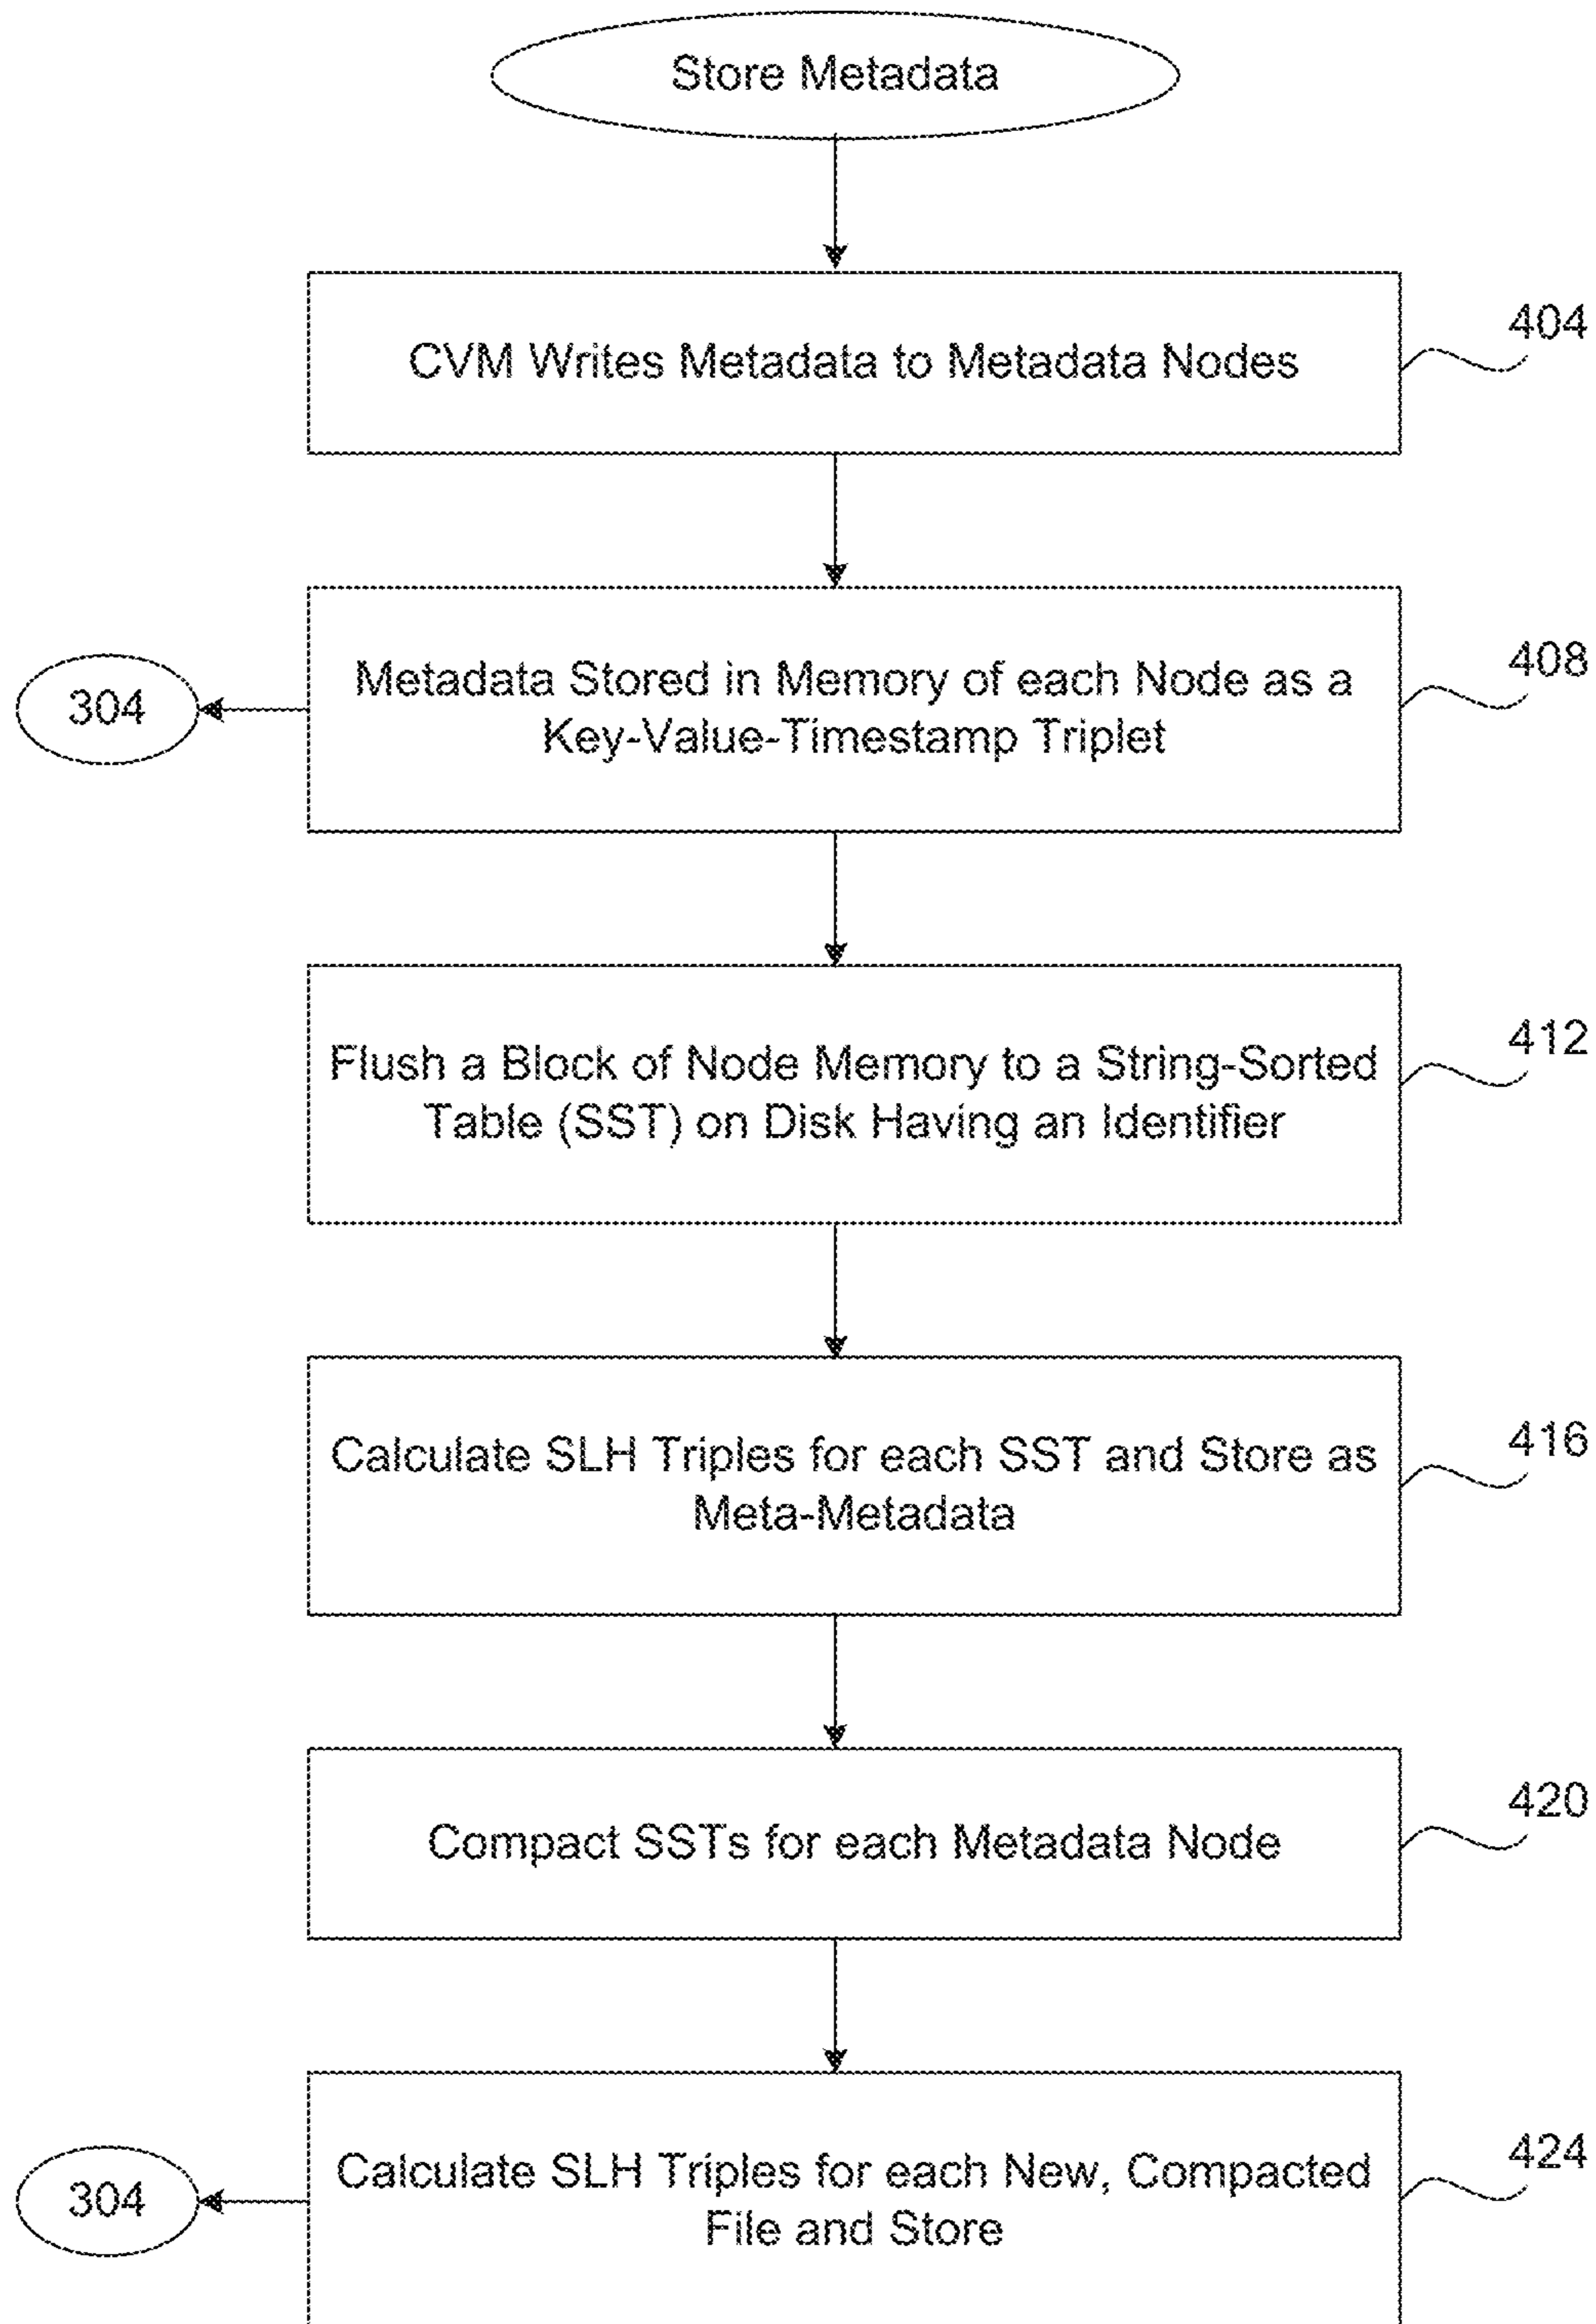 Store Metadata
CVM Writes Metadata to Metadata Nodes
404
304
Metadata Stored in Memory of each Node as a
Key-Value-Timestamp Triplet
408
Flush a Block of Node Memory to a String-Sorted
Table (SST) on Disk Having an Identifier
412
Calculate SLH Triples for each SST and Store as
Meta-Metadata
416
Compact SSTs for each Metadata Node
420
304
Calculate SLH Triples for each New, Compacted
File and Store
424